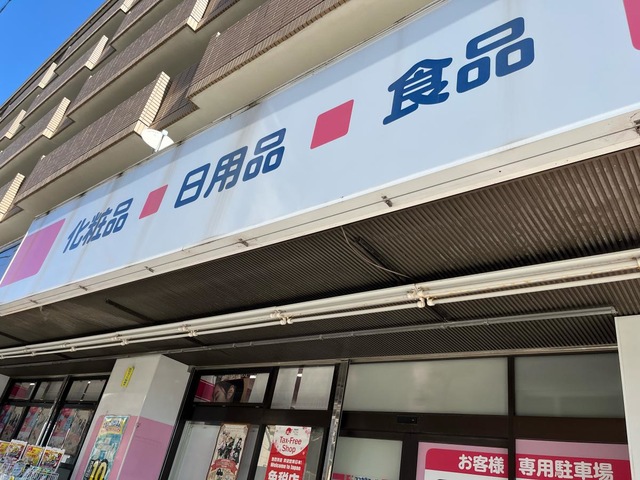 化粧品 日用品 食品
Tax-Free
Shop
Welcome to Japan
免税店
10
お客様 専用駐車場